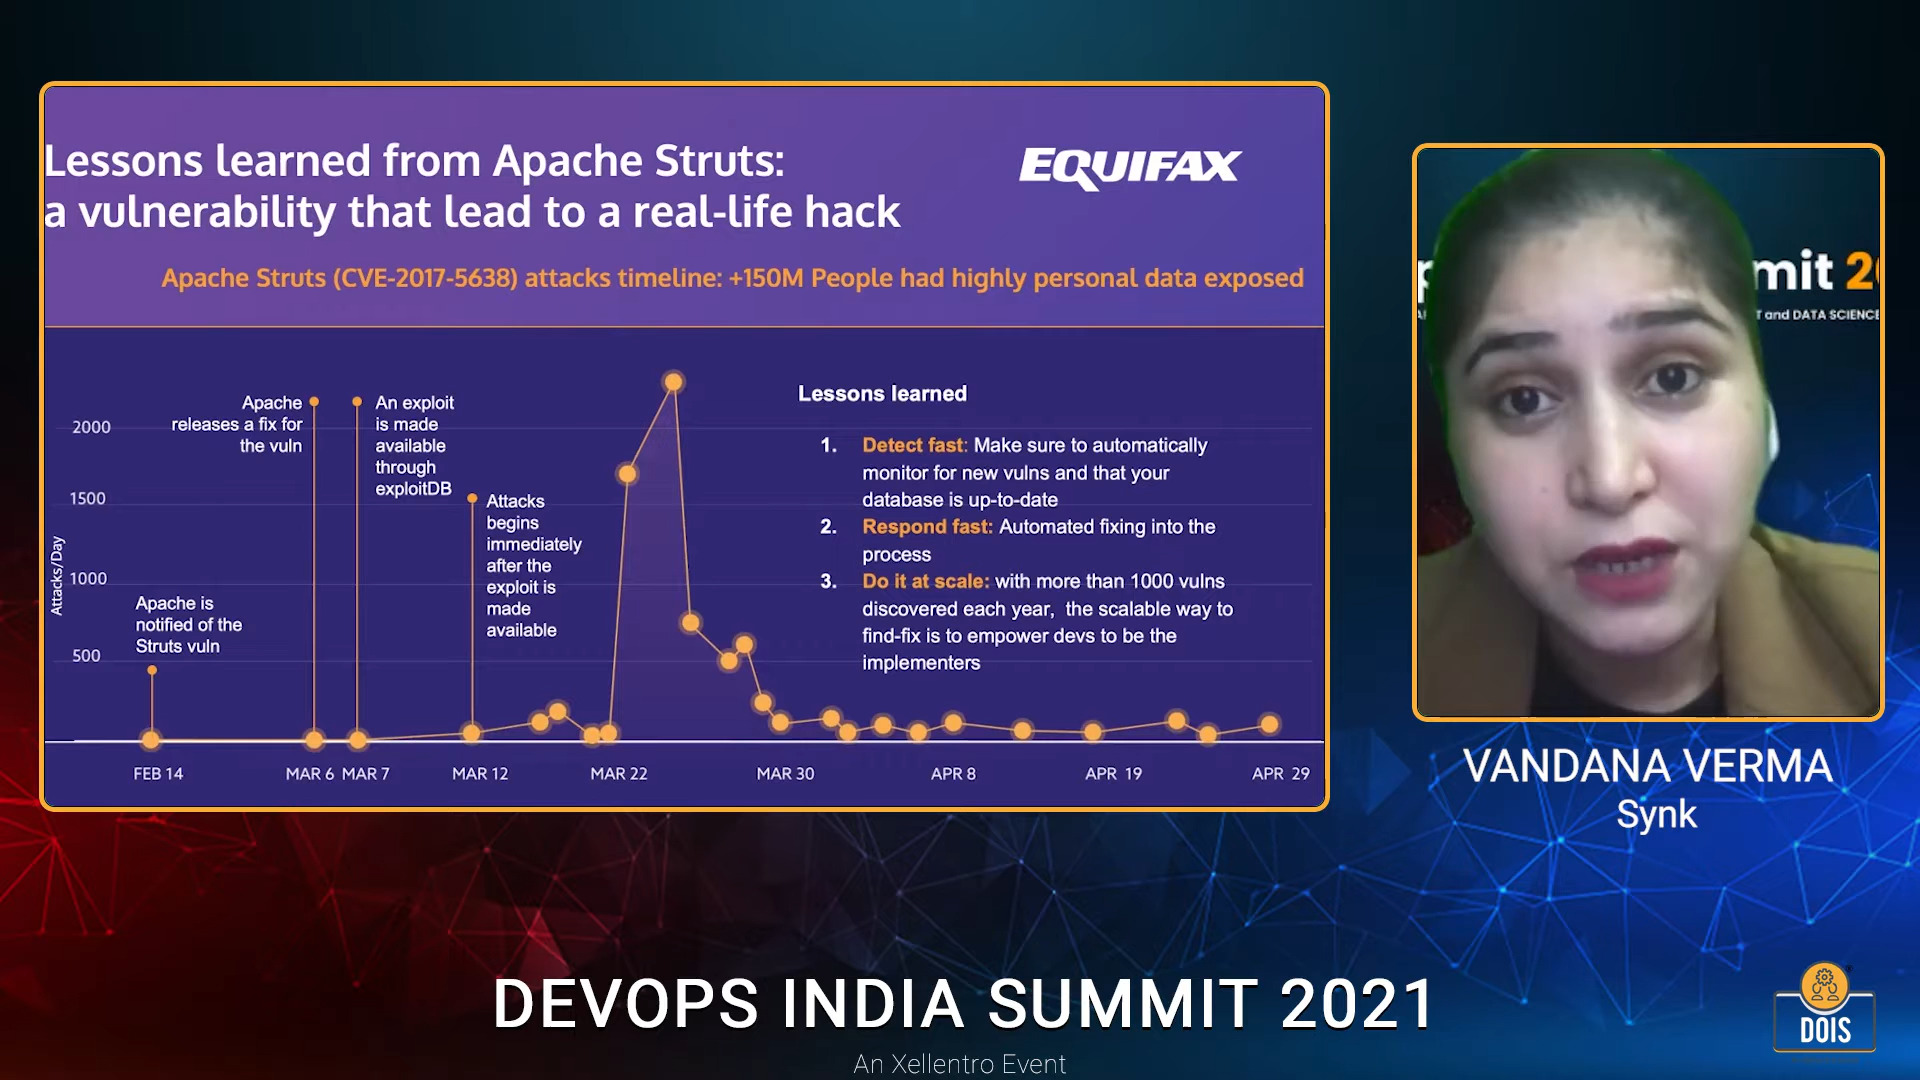 Lessons learned from Apache Struts:
a vulnerability that lead to a real-life hack
EQUIFAX
Apache Struts (CVE-2017-5638) attacks timeline: +150M People had highly personal data exposed
Attacks/Day
2000
1500
1000
500
Apache is
notified of the
Struts vuln
Apache
releases a fix for
the vuln
An exploit
is made
available
through
exploitDB
Attacks
begins
immediately
after the
exploit is
made
available
Lessons learned
1. Detect fast: Make sure to automatically
monitor for new vulns and that your
database is up-to-date
2. Respond fast: Automated fixing into the
process
3. Do it at scale: with more than 1000 vulns
discovered each year, the scalable way to
find-fix is to empower devs to be the
implementers
FEB 14
MAR 6
MAR 7
MAR 12
MAR 22
MAR 30
APR 8
APR 19
APR 29
mit 2
T and DATA SCIENCE
VANDANA VERMA
Synk
DEVOPS INDIA SUMMIT 2021
An Xellentro Event
DOIS